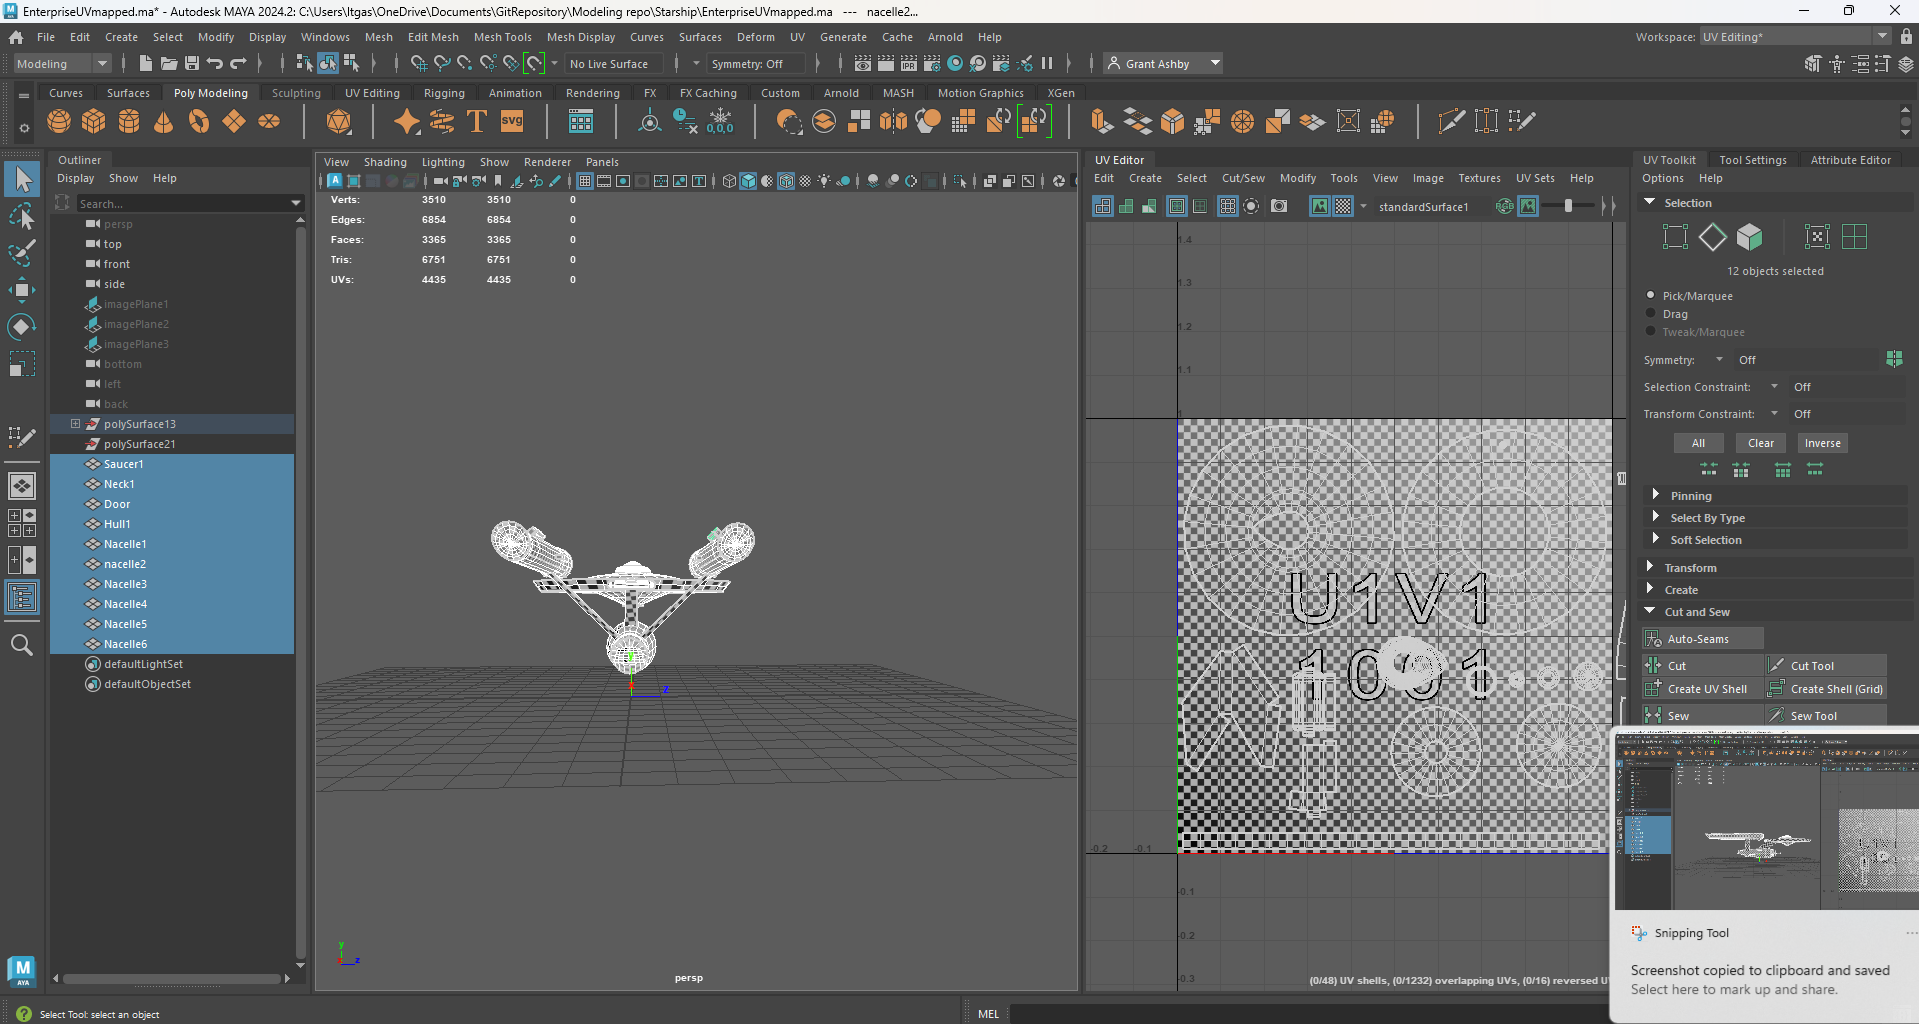 EnterpriseUVmapped.ma* - Autodesk MAYA 2024.2: C:\Users\ltgas\OneDrive\Documents\GitRepository\Modeling repo\Starship\EnterpriseUVmapped.ma --- nacelle2...
File Edit Create Select Modify Display Windows Mesh Edit Mesh Mesh Tools Mesh Display Curves Surfaces Deform UV Generate Cache Arnold Help
Workspace: UV Editing*
Modeling
No Live Surface
Symmetry: Off
IPR
Grant Ashby
Curves Surfaces Poly Modeling Sculpting UV Editing Rigging Animation Rendering FX FX Caching Custom Arnold MASH Motion Graphics XGen
T
SVG
0,0,0
Outliner
Display Show Help
Search...
persp
top
front
side
imagePlane1
imagePlane2
imagePlane3
bottom
left
back
polySurface13
polySurface21
Saucer1
Neck1
Door
Hull1
Nacelle1
nacelle2
Nacelle3
Nacelle4
Nacelle5
Nacelle6
defaultLightSet
defaultObjectSet
View Shading Lighting Show Renderer Panels
Verts: 3510 3510 0
Edges: 6854 6854 0
Faces: 3365 3365 0
Tris: 6751 6751 0
UVs: 4435 4435 0
y
z
persp
UV Editor
Edit Create Select Cut/Sew Modify Tools View Image Textures UV Sets Help
standardSurface1
RGB
1.4
1.3
1.2
1.1
1
U1V1
1001
-0.2 -0.1
-0.1
-0.2
-0.3
(0/48) UV shells, (0/1232) overlapping UVs, (0/16) reversed U
UV Toolkit Tool Settings Attribute Editor
Options Help
Selection
12 objects selected
Pick/Marquee
Drag
Tweak/Marquee
Symmetry: Off
Selection Constraint: Off
Transform Constraint: Off
All Clear Inverse
Pinning
Select By Type
Soft Selection
Transform
Create
Cut and Sew
Auto-Seams
Cut Cut Tool
Create UV Shell Create Shell (Grid)
Sew Sew Tool
Snipping Tool
Screenshot copied to clipboard and saved
Select here to mark up and share.
M
AYA
Select Tool: select an object
MEL